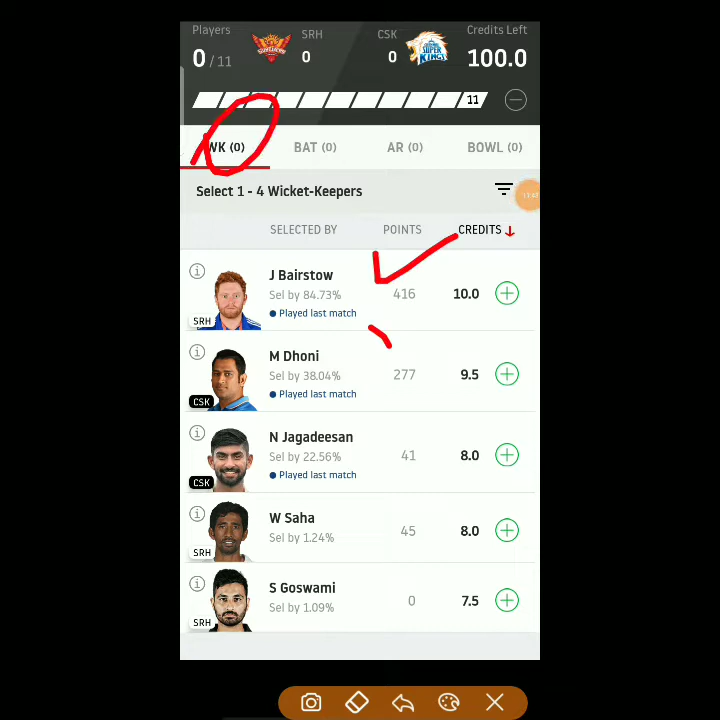 Players SRH CSK Credits Left
0 / 11 0 0 100.0
11
WK (0) BAT (0) AR (0) BOWL (0)
Select 1 - 4 Wicket-Keepers
SELECTED BY POINTS CREDITS
J Bairstow
Sel by 84.73% 416 10.0
Played last match
SRH
M Dhoni
Sel by 38.04% 277 9.5
Played last match
CSK
N Jagadeesan
Sel by 22.56% 41 8.0
Played last match
CSK
W Saha
Sel by 1.24% 45 8.0
SRH
S Goswami
Sel by 1.09% 0 7.5
SRH